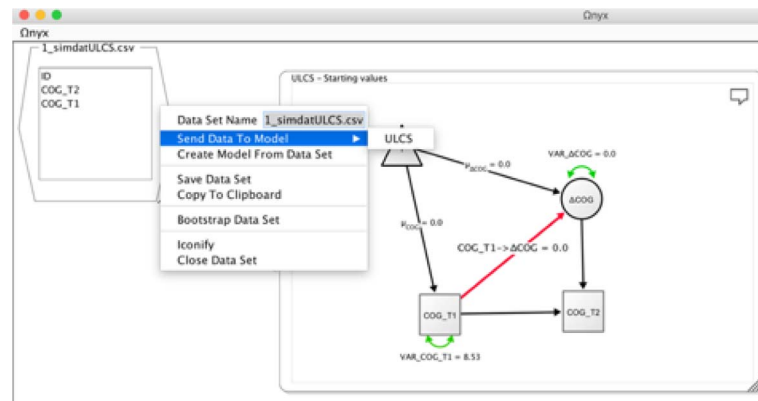 Ωnyx
Ωnyx
1_simdatULCS.csv
ID
COG_T2
COG_T1
Data Set Name 1_simdatULCS.csv
Send Data To Model
Create Model From Data Set
Save Data Set
Copy To Clipboard
Bootstrap Data Set
Iconify
Close Data Set
ULCS
ULCS - Starting values
μΔCOG = 0.0
VAR_ΔCOG = 0.0
ΔCOG
= 0.0
COG_T1->ΔCOG = 0.0
COG_T1
COG_T2
VAR_COG_T1 = 8.53